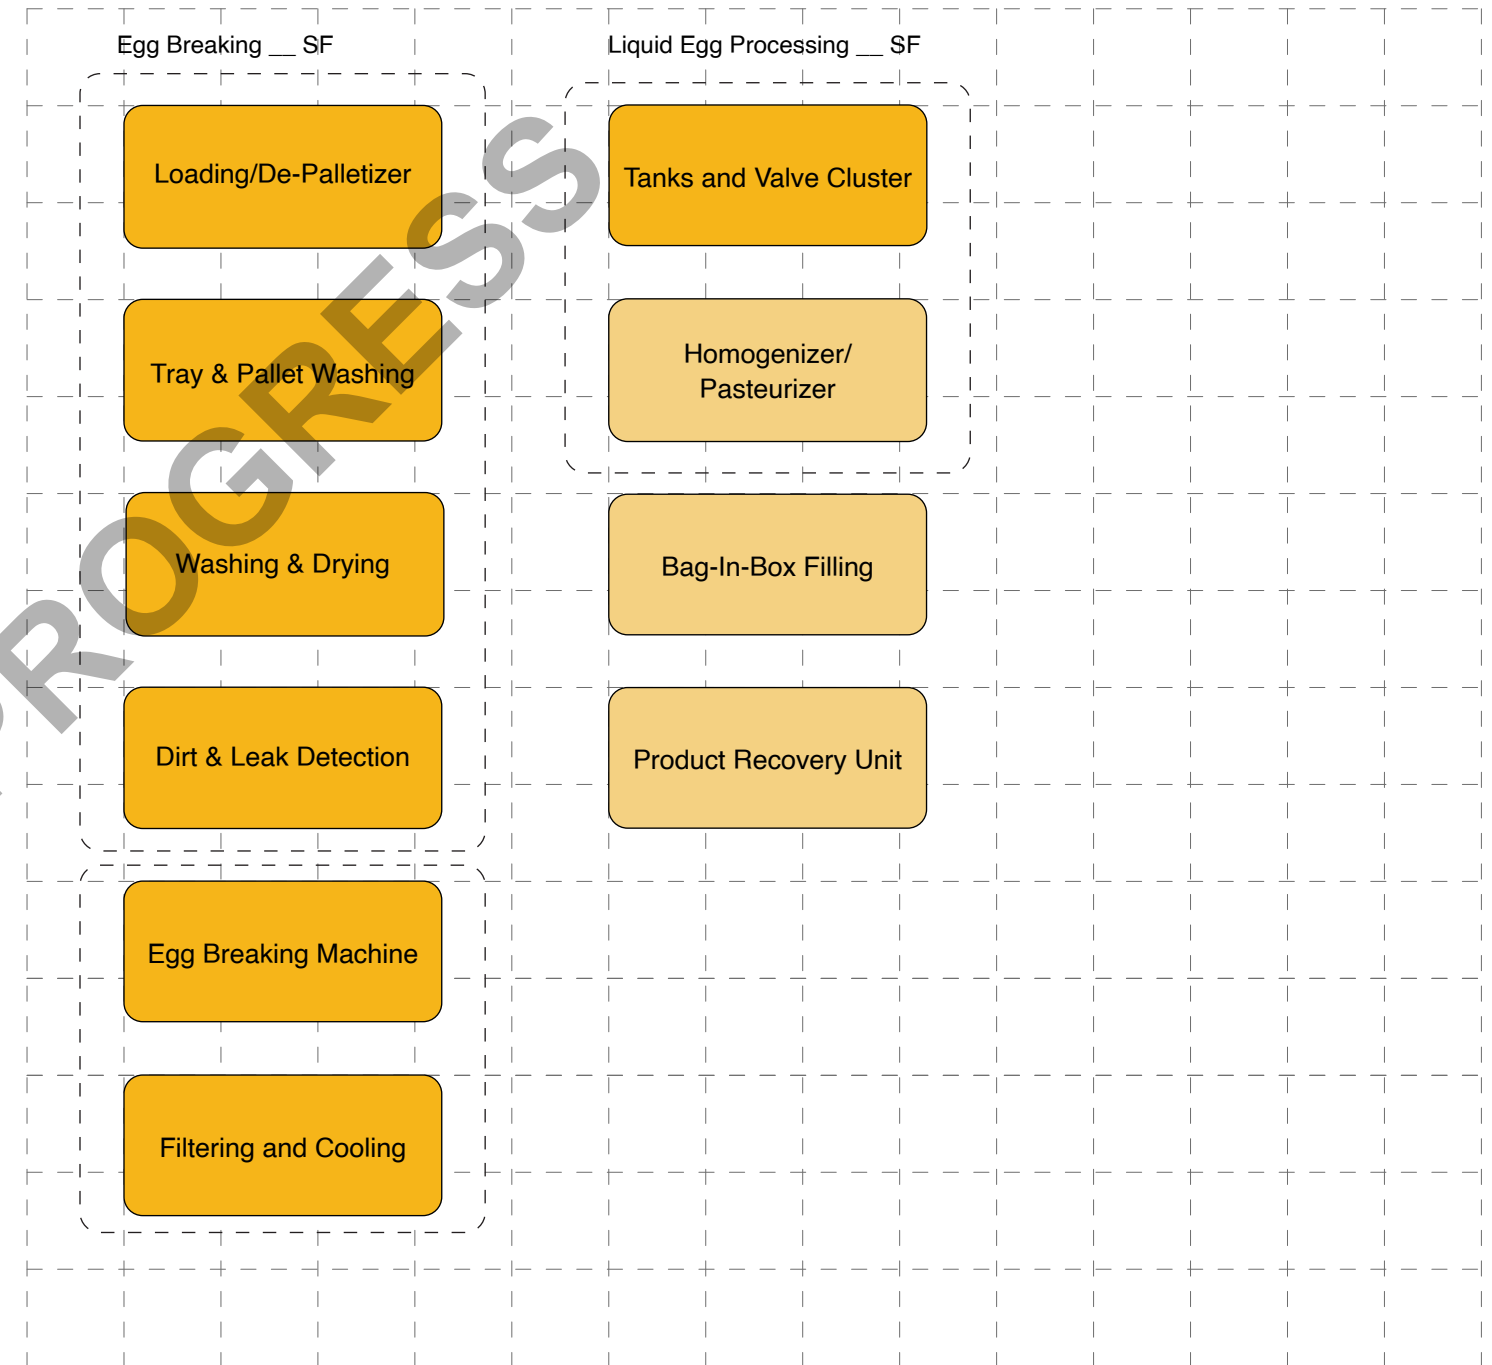 Egg Breaking __ SF
Loading/De-Palletizer
Tray & Pallet Washing
Washing & Drying
Dirt & Leak Detection
Egg Breaking Machine
Filtering and Cooling
Liquid Egg Processing __ SF
Tanks and Valve Cluster
Homogenizer/
Pasteurizer
Bag-In-Box Filling
Product Recovery Unit
PROGRESS